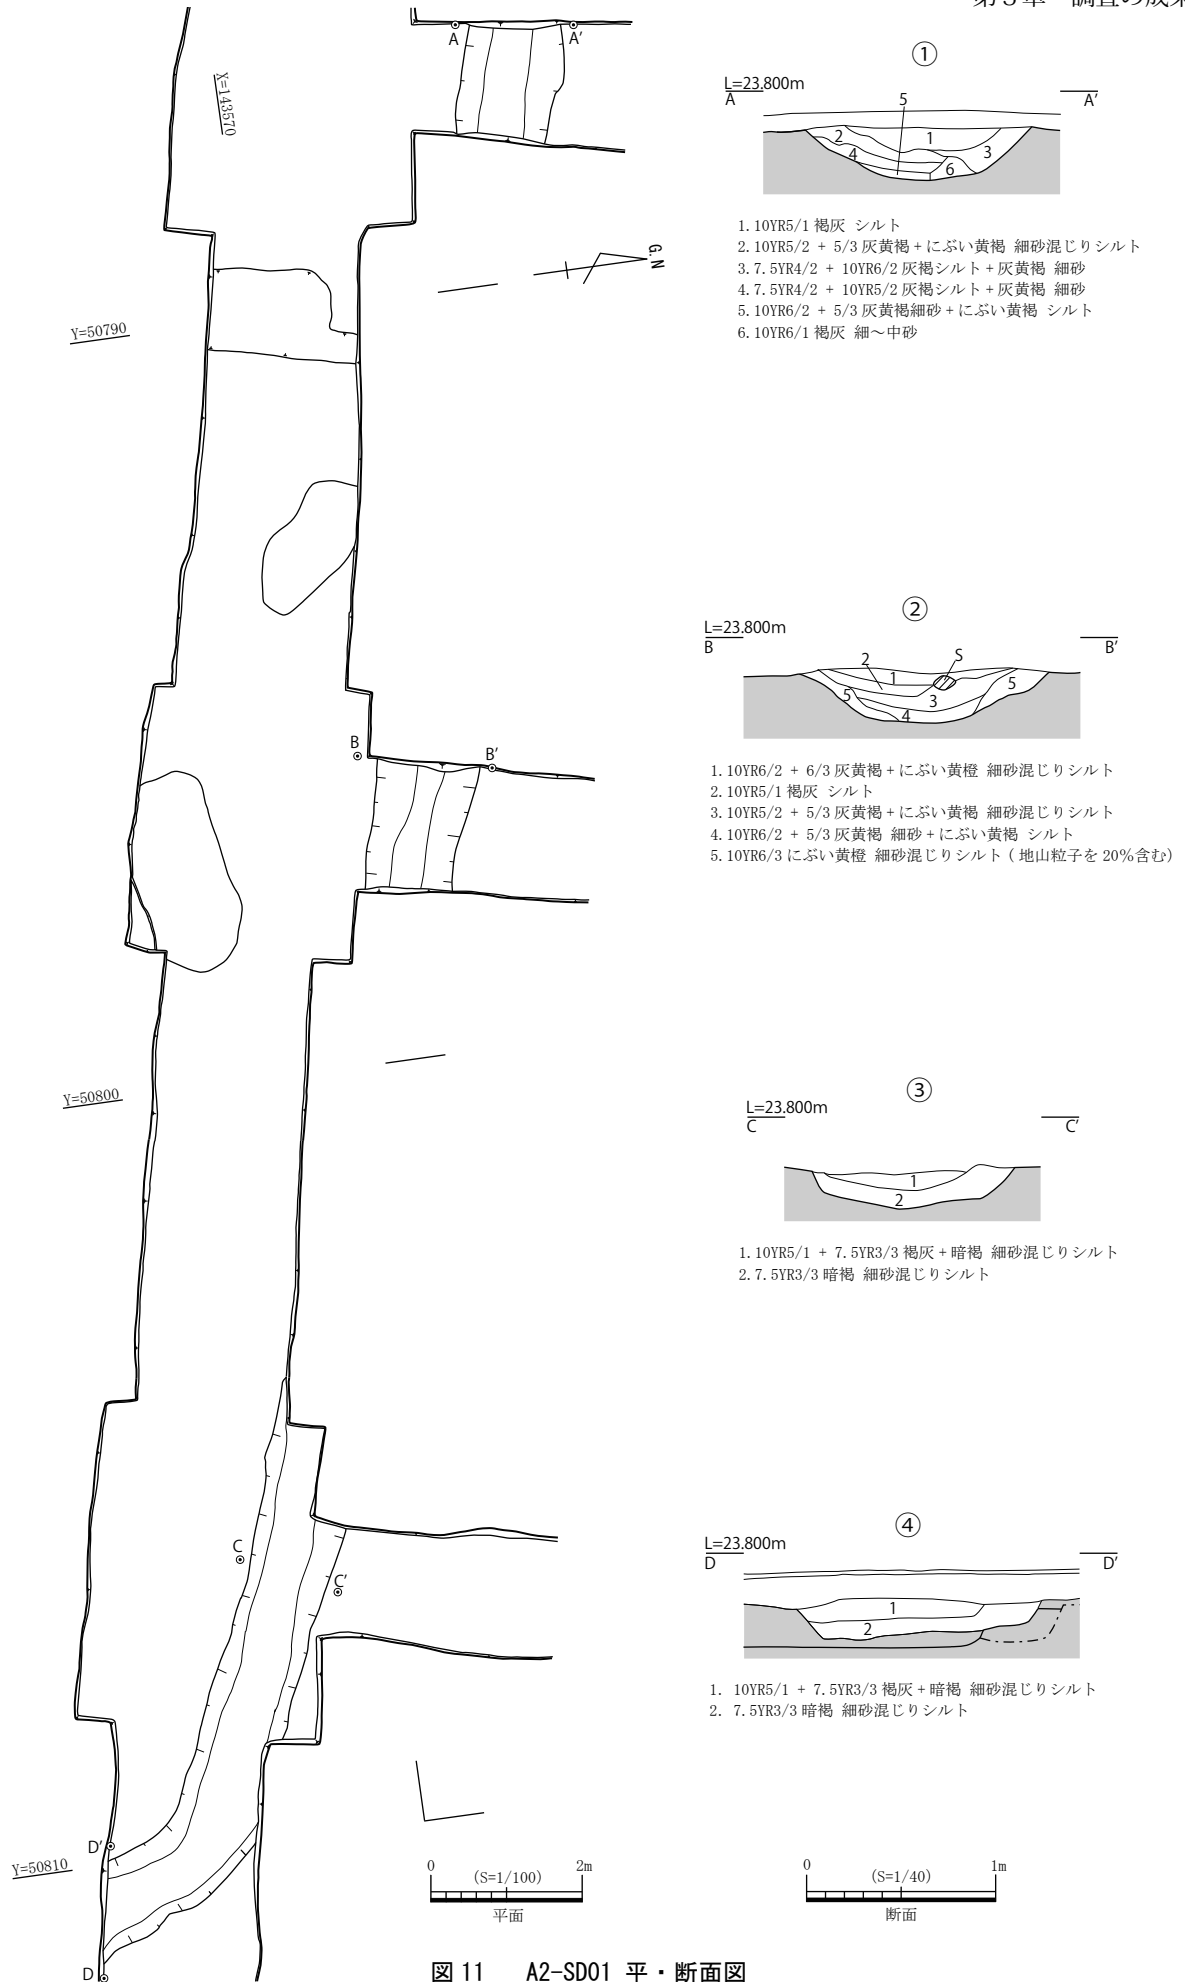 第3章 調査の成果
A A'
X=143570
G.N
Y=50790
B B'
Y=50800
C
C'
D'
Y=50810
D
①
L=23.800m
A A'
5
2 1
4 3
6
1.10YR5/1 褐灰 シルト
2.10YR5/2 + 5/3 灰黄褐 + にぶい黄褐 細砂混じりシルト
3.7.5YR4/2 + 10YR6/2 灰褐シルト + 灰黄褐 細砂
4.7.5YR4/2 + 10YR5/2 灰褐シルト + 灰黄褐 細砂
5.10YR6/2 + 5/3 灰黄褐細砂 + にぶい黄褐 シルト
6.10YR6/1 褐灰 細〜中砂
②
L=23.800m
B B'
2 S
1
5 3 5
4
1.10YR6/2 + 6/3 灰黄褐 + にぶい黄橙 細砂混じりシルト
2.10YR5/1 褐灰 シルト
3.10YR5/2 + 5/3 灰黄褐 + にぶい黄褐 細砂混じりシルト
4.10YR6/2 + 5/3 灰黄褐 細砂 + にぶい黄褐 シルト
5.10YR6/3 にぶい黄橙 細砂混じりシルト ( 地山粒子を 20％含む)
③
L=23.800m
C C'
1
2
1.10YR5/1 + 7.5YR3/3 褐灰 + 暗褐 細砂混じりシルト
2.7.5YR3/3 暗褐 細砂混じりシルト
④
L=23.800m
D D'
1
2
1. 10YR5/1 + 7.5YR3/3 褐灰 + 暗褐 細砂混じりシルト
2. 7.5YR3/3 暗褐 細砂混じりシルト
0 (S=1/100) 2m
平面
0 (S=1/40) 1m
断面
図 11 A2-SD01 平・断面図